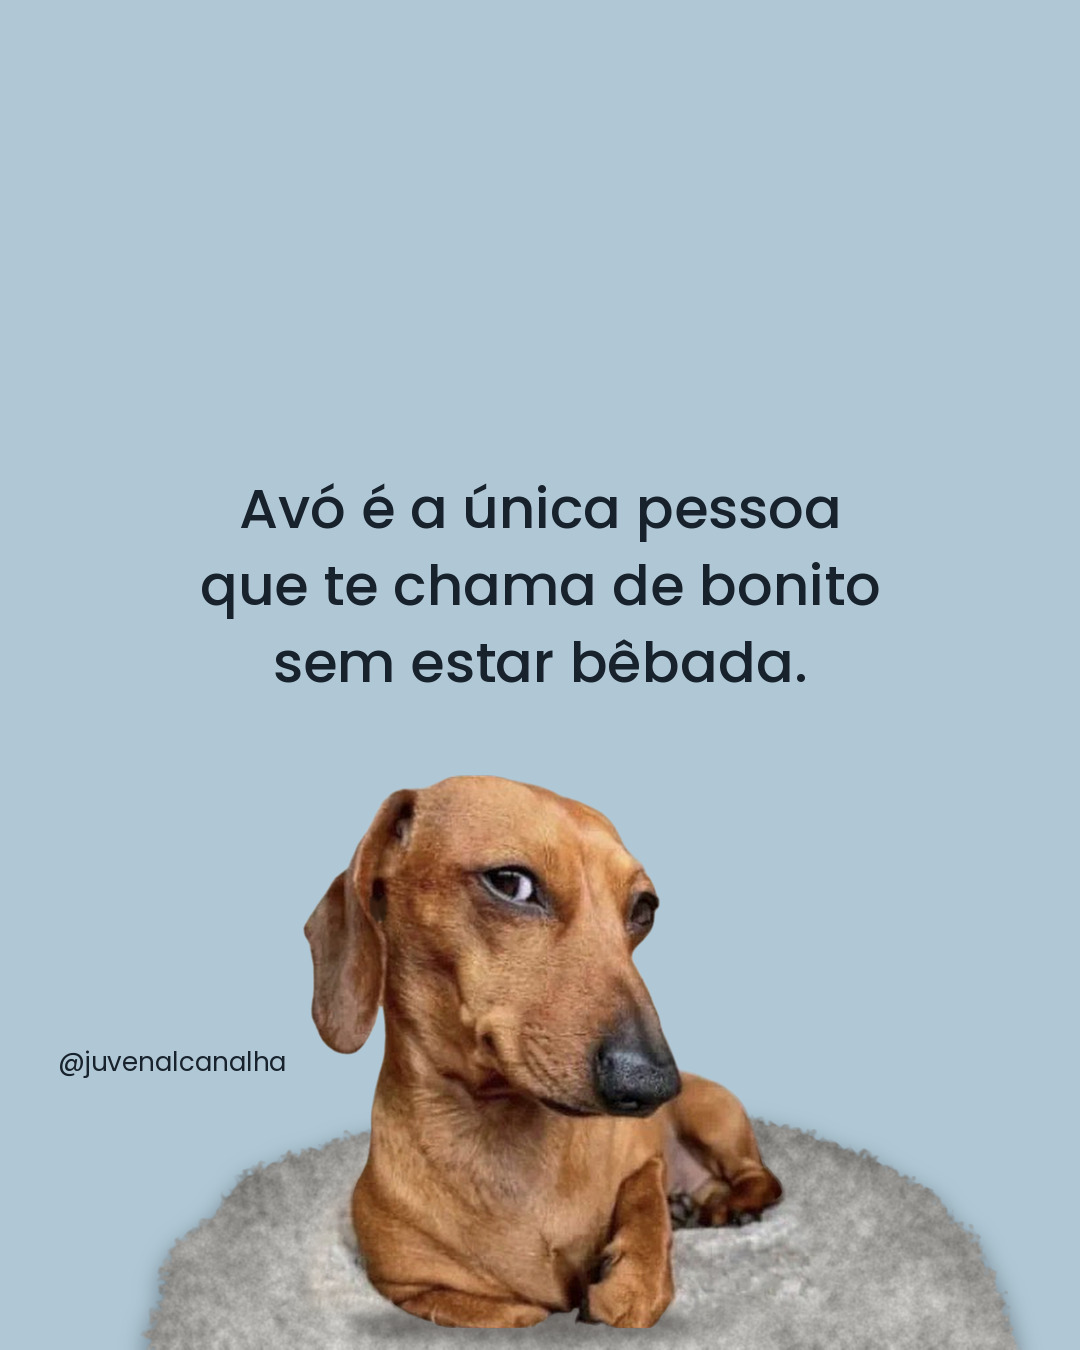 Avó é a única pessoa
que te chama de bonito
sem estar bêbada.
@juvenalcanalha